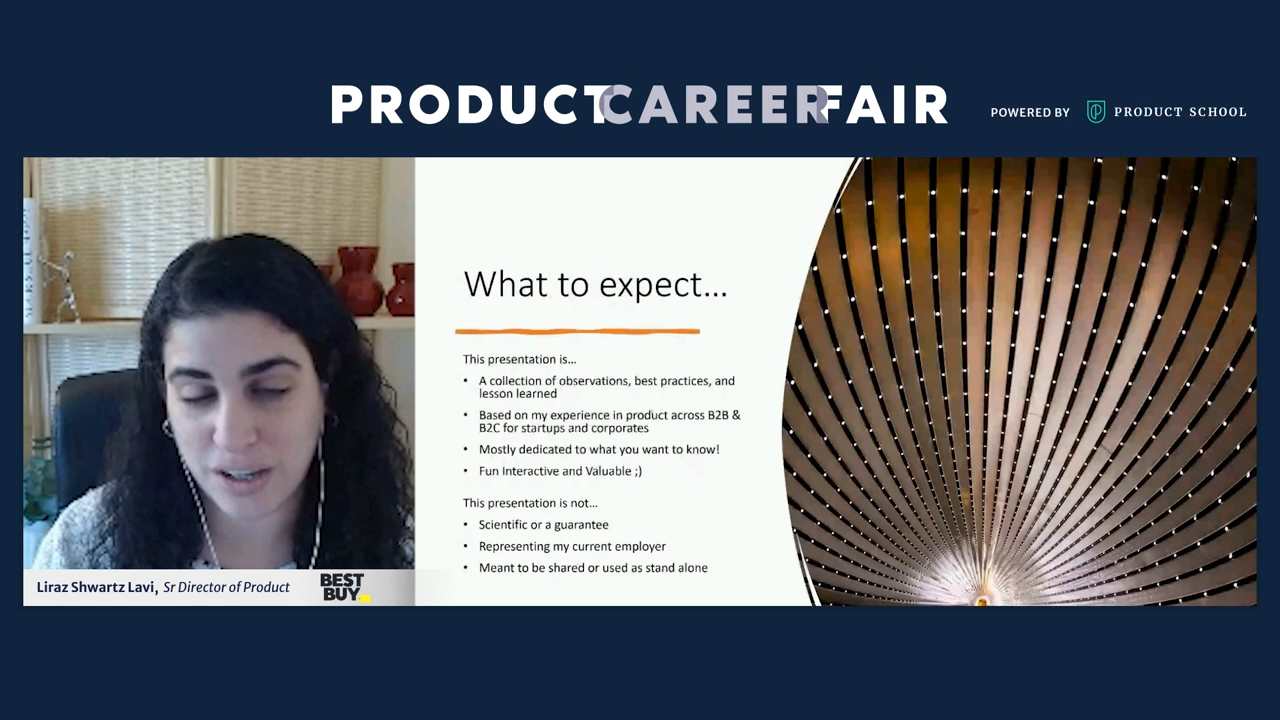 PRODUCTCAREERFAIR
POWERED BY PRODUCT SCHOOL
What to expect...
This presentation is...
• A collection of observations, best practices, and
lesson learned
• Based on my experience in product across B2B &
B2C for startups and corporates
• Mostly dedicated to what you want to know!
• Fun Interactive and Valuable ;)
This presentation is not...
• Scientific or a guarantee
• Representing my current employer
• Meant to be shared or used as stand alone
Liraz Shwartz Lavi, Sr Director of Product
BEST
BUY